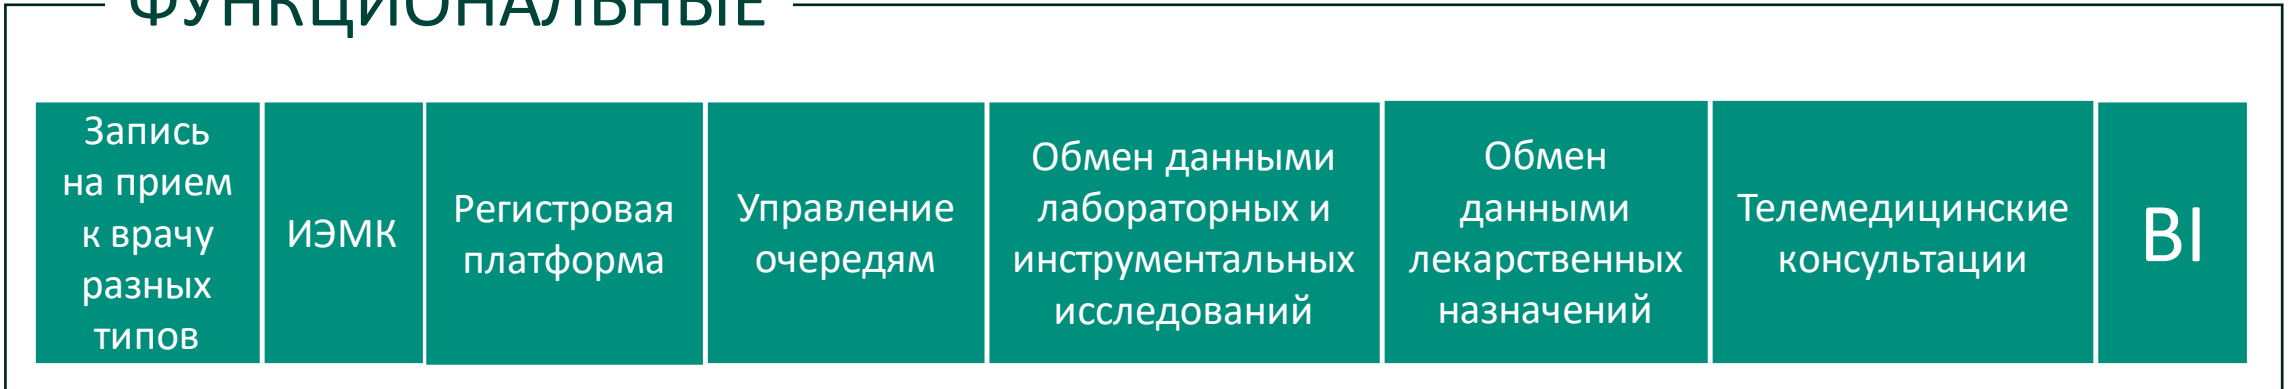 ФУНКЦИОНАЛЬНЫЕ
Запись
на прием
к врачу
разных
типов
ИЭМК
Регистровая
платформа
Управление
очередям
Обмен данными
лабораторных и
инструментальных
исследований
Обмен
данными
лекарственных
назначений
Телемедицинские
консультации
BI